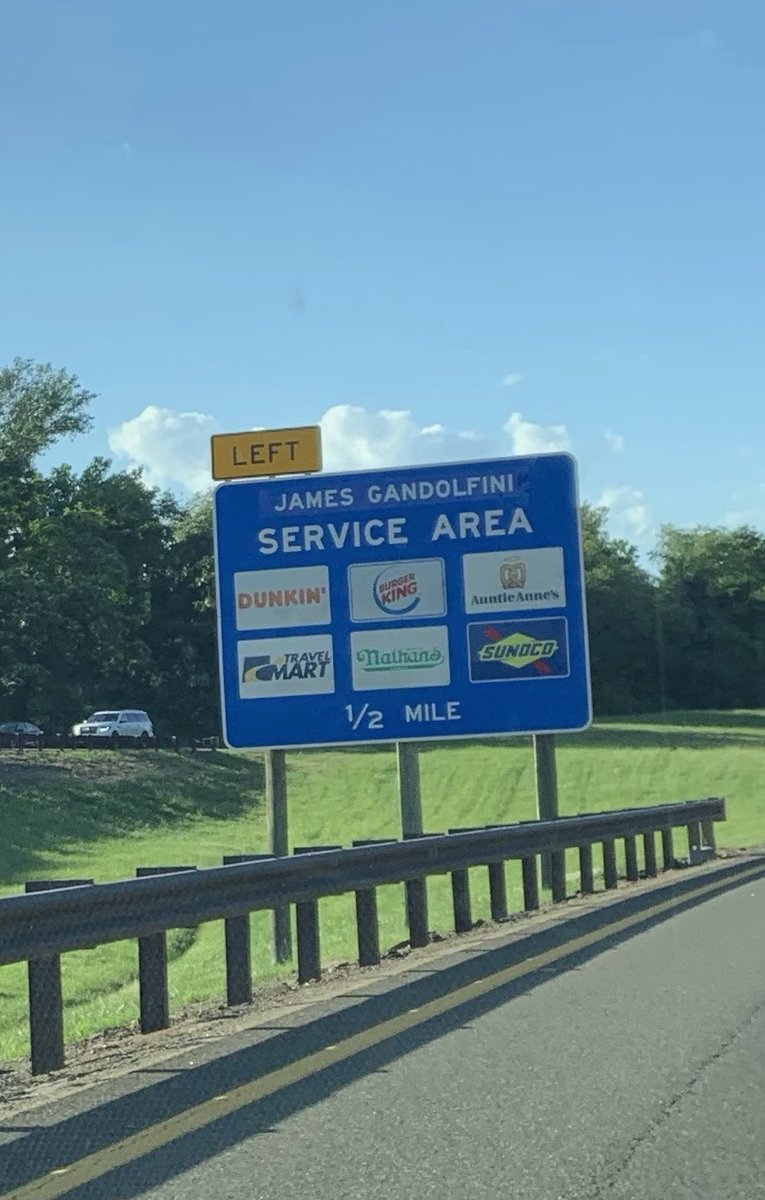 LEFT
JAMES GANDOLFINI
SERVICE AREA
DUNKIN' BURGER KING Auntie Anne's
TRAVEL MART Nathan's SUNOCO
1/2 MILE